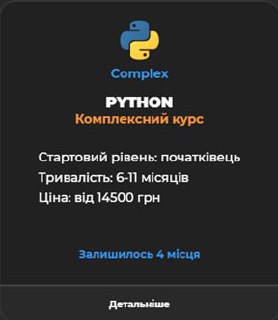 Complex
PYTHON
Комплексний курс
Стартовий рівень: початківець
Тривалість: 6-11 місяців
Ціна: від 14500 грн
Залишилось 4 місця
Детальніше